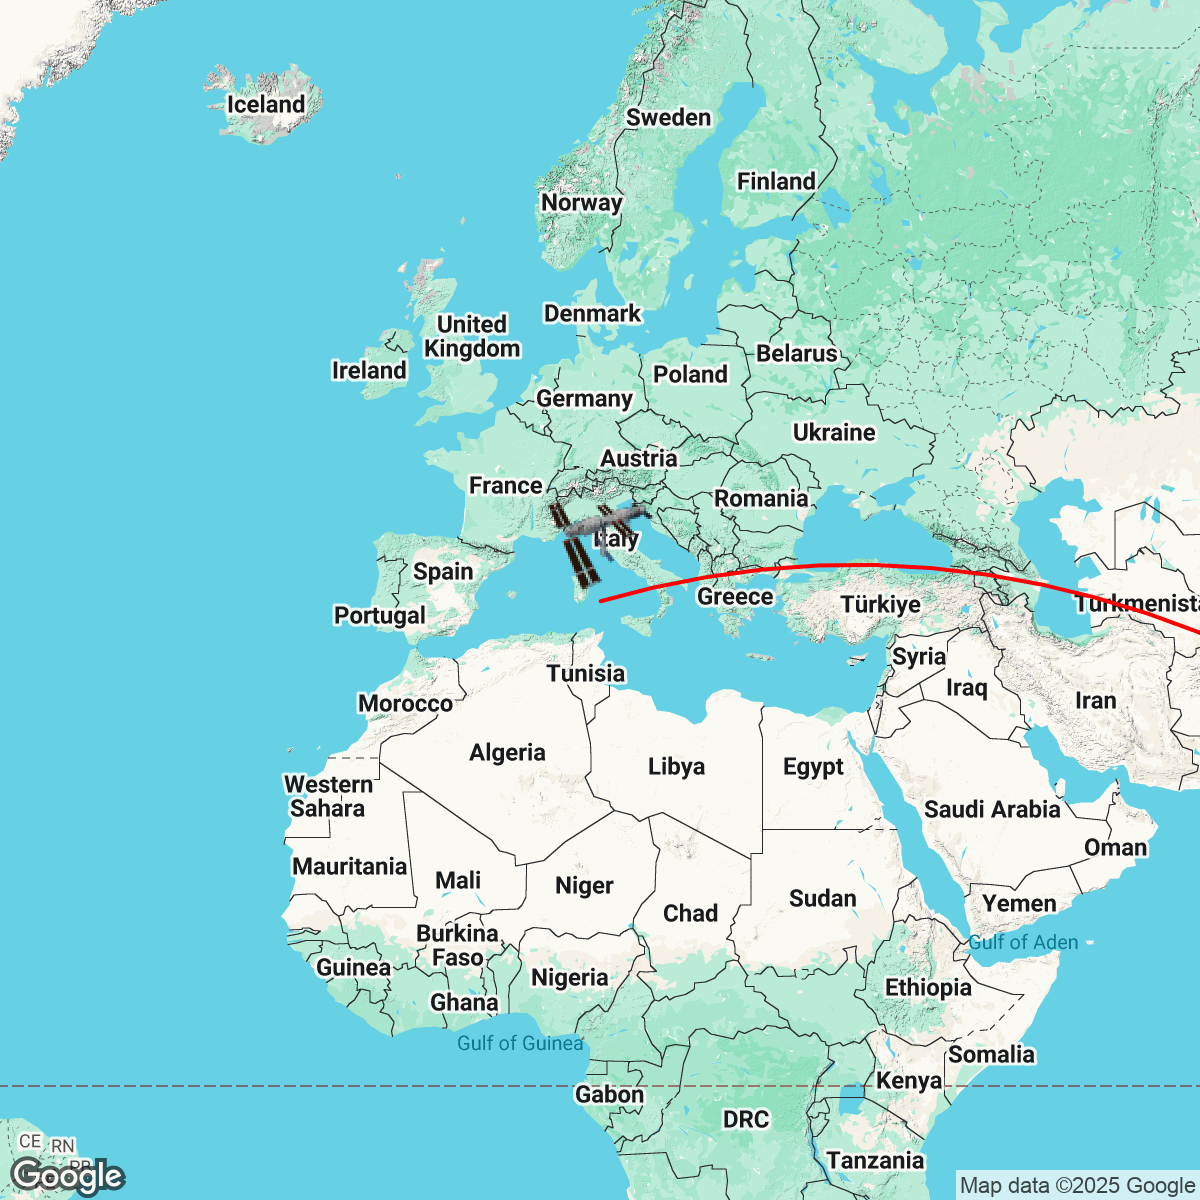 Iceland
Sweden
Finland
Norway
Denmark
United
Kingdom
Ireland
Belarus
Poland
Germany
Ukraine
Austria
France
Romania
Italy
Spain
Portugal
Greece
Türkiye
Turkmenista
Syria
Iraq
Iran
Tunisia
Morocco
Algeria
Libya
Egypt
Western
Sahara
Saudi Arabia
Oman
Mauritania
Mali
Niger
Chad
Sudan
Yemen
Burkina
Faso
Gulf of Aden
Guinea
Nigeria
Ethiopia
Ghana
Gulf of Guinea
Somalia
Kenya
Gabon
DRC
CE
RN
Tanzania
Google
Map data ©2025 Google